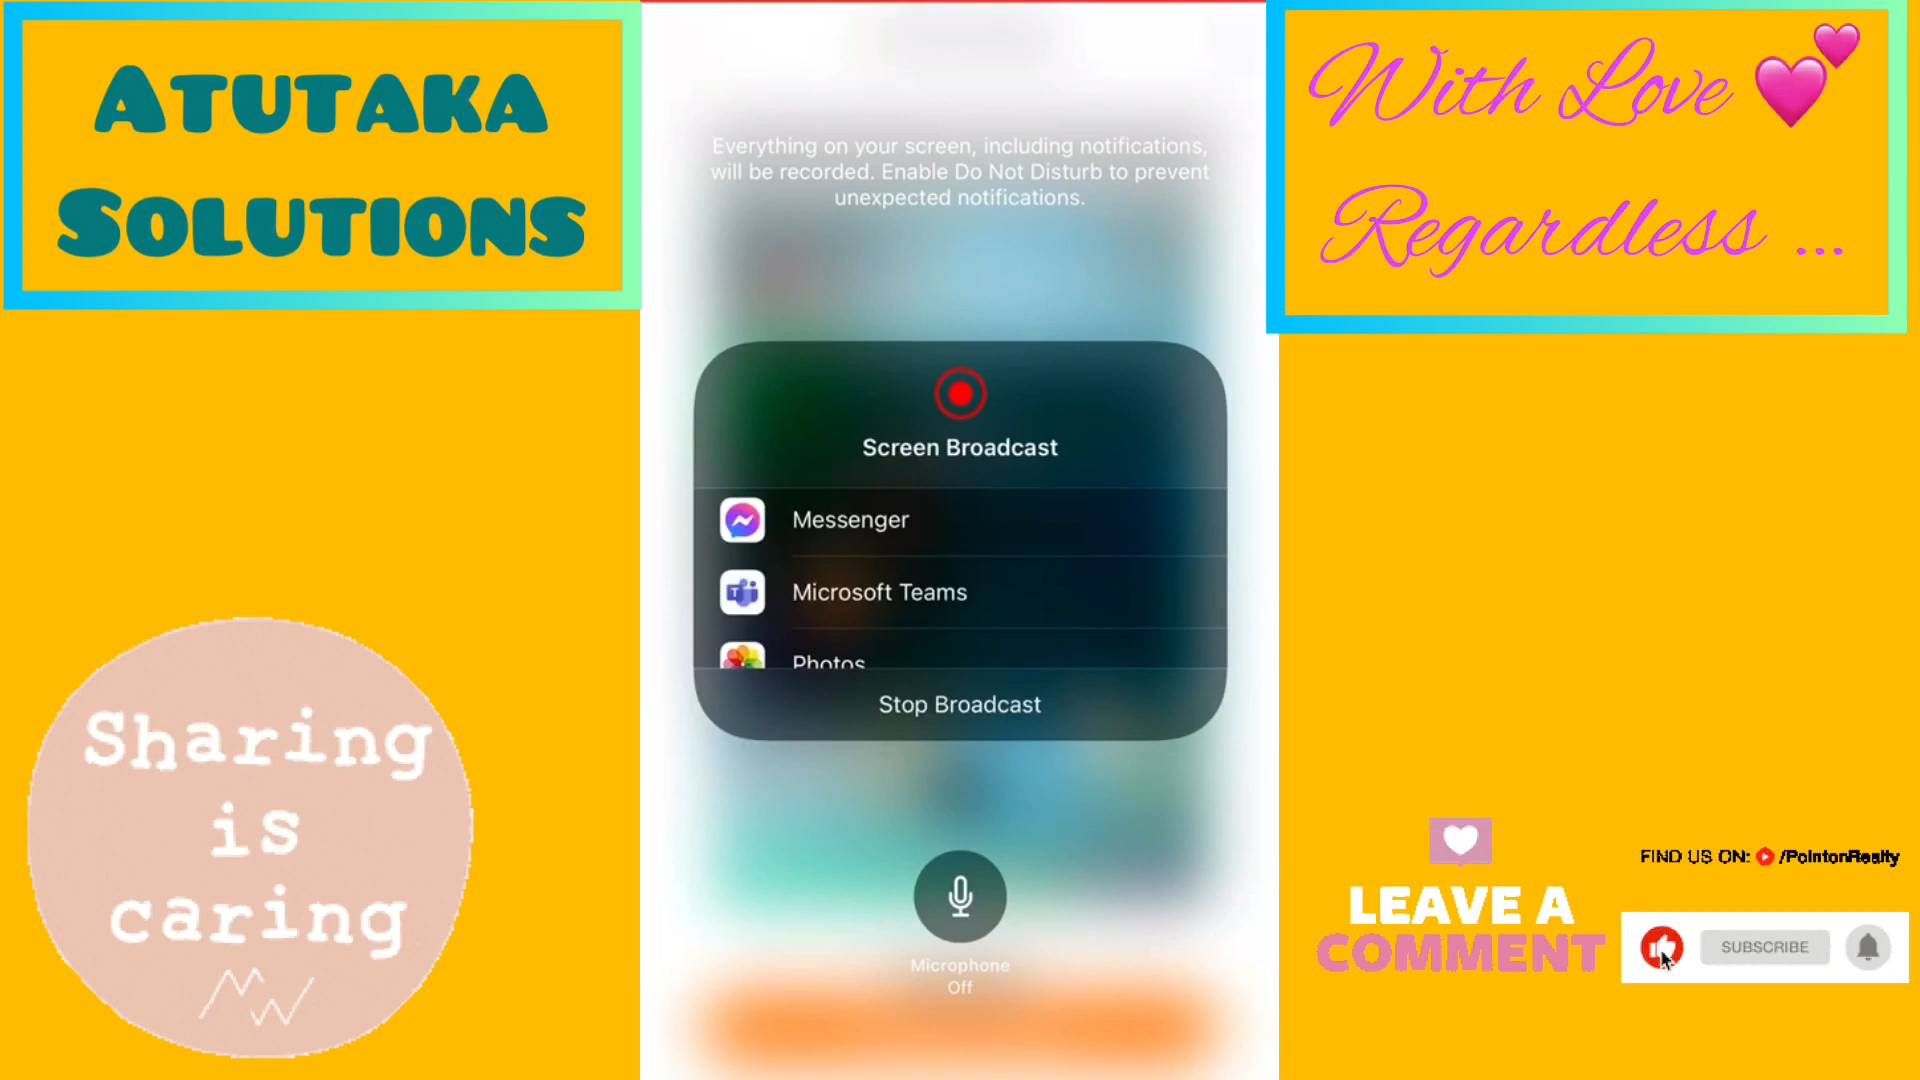 ATUTAKA
SOLUTIONS
Everything on your screen, including notifications,
will be recorded. Enable Do Not Disturb to prevent
unexpected notifications.
Screen Broadcast
Messenger
Microsoft Teams
Photos
Stop Broadcast
Microphone
Off
With Love
Regardless ...
Sharing
is
caring
LEAVE A
COMMENT
FIND US ON: /PointonRealty
SUBSCRIBE